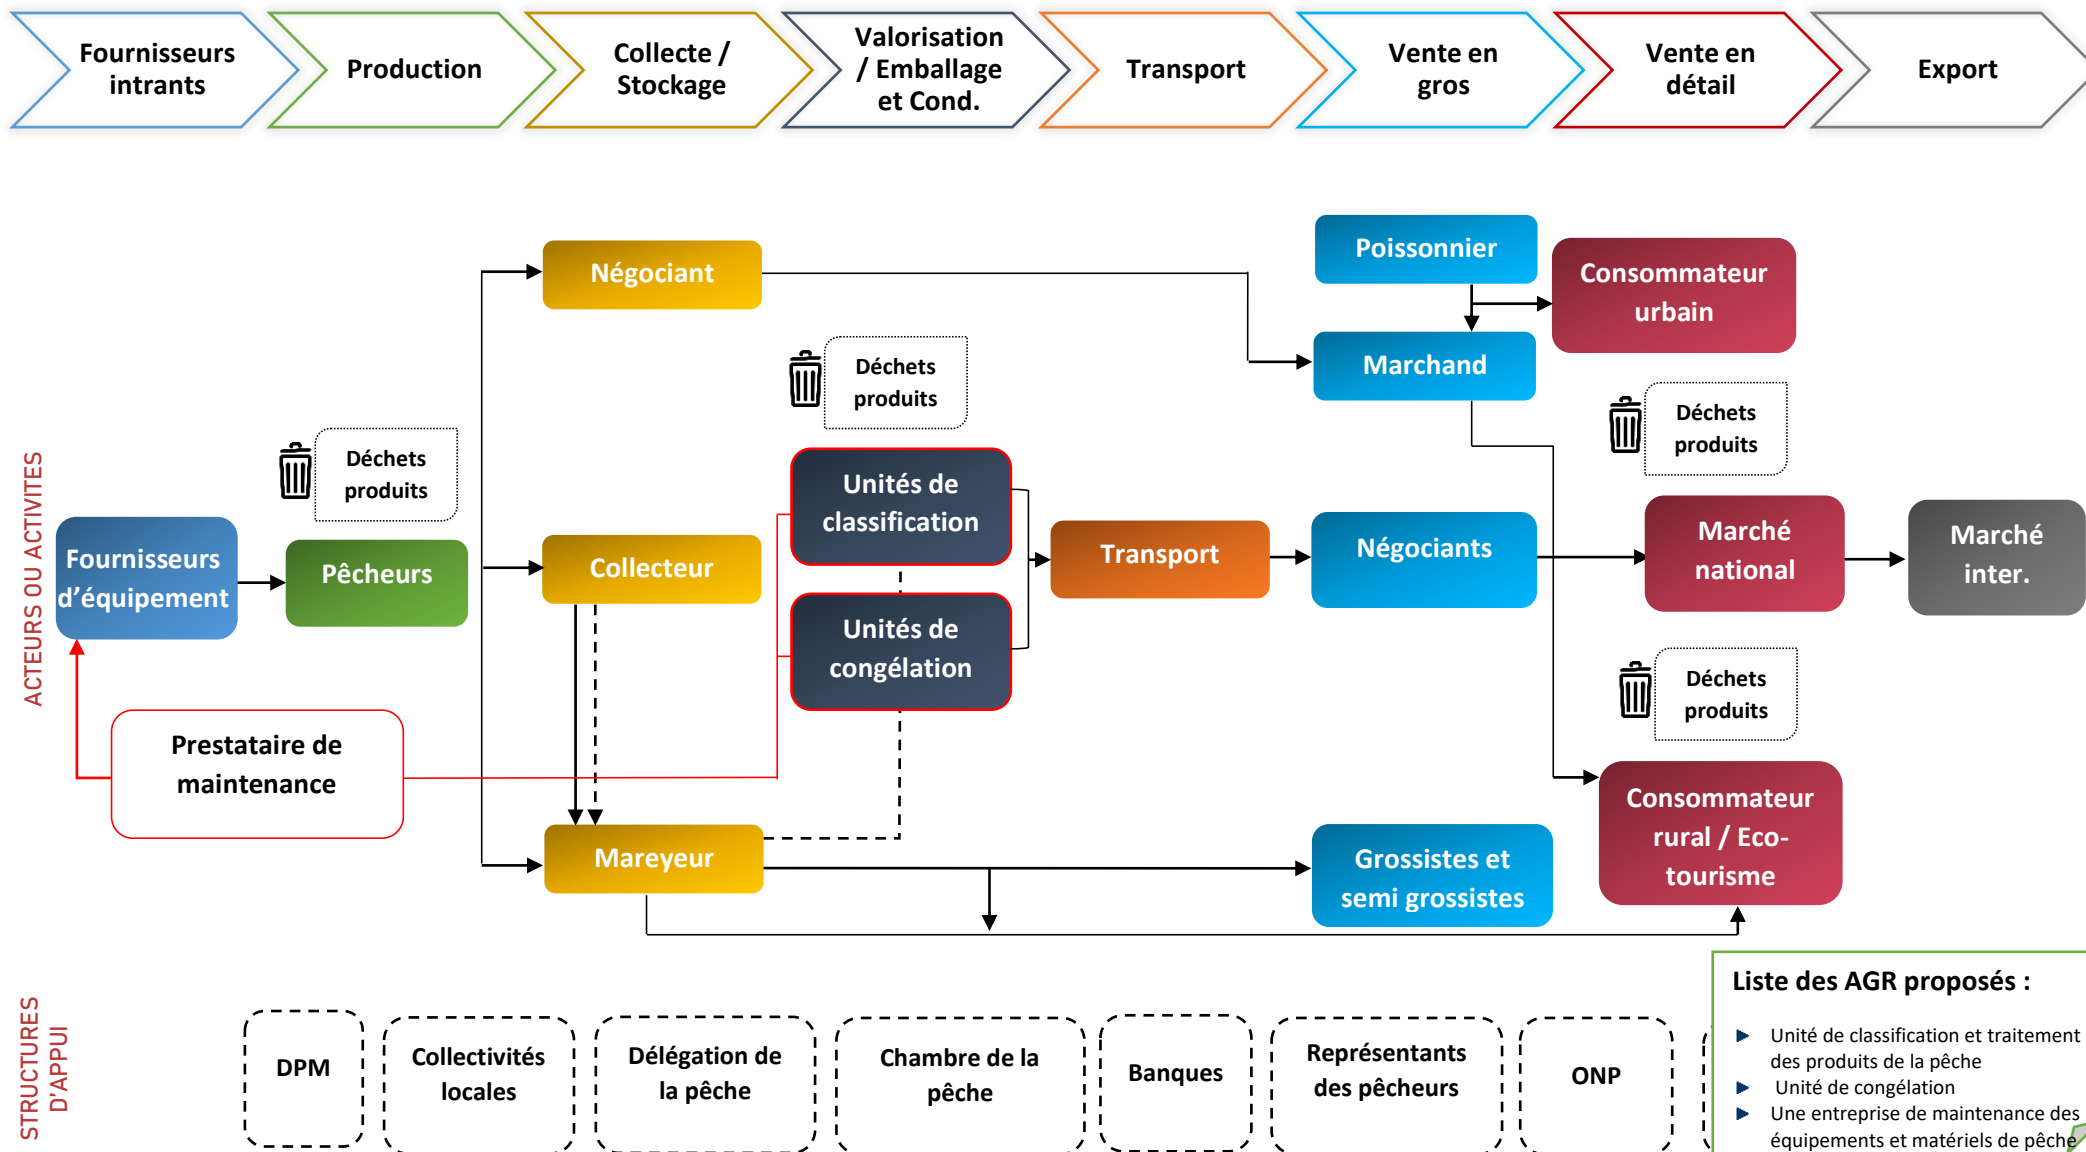 Fournisseurs
intrants
Production
Collecte /
Stockage
Valorisation
/ Emballage
et Cond.
Transport
Vente en
gros
Vente en
détail
Export
ACTEURS OU ACTIVITES
Négociant
Poissonnier
Consommateur
urbain
Marchand
Déchets
produits
Déchets
produits
Déchets
produits
Fournisseurs
d'équipement
Pêcheurs
Collecteur
Unités de
classification
Unités de
congélation
Transport
Négociants
Marché
national
Marché
inter.
Déchets
produits
Prestataire de
maintenance
Mareyeur
Grossistes et
semi grossistes
Consommateur
rural / Eco-
tourisme
STRUCTURES
D'APPUI
DPM
Collectivités
locales
Délégation de
la pêche
Chambre de la
pêche
Banques
Représentants
des pêcheurs
ONP
Liste des AGR proposés :
Unité de classification et traitement
des produits de la pêche
Unité de congélation
Une entreprise de maintenance des
équipements et matériels de pêche